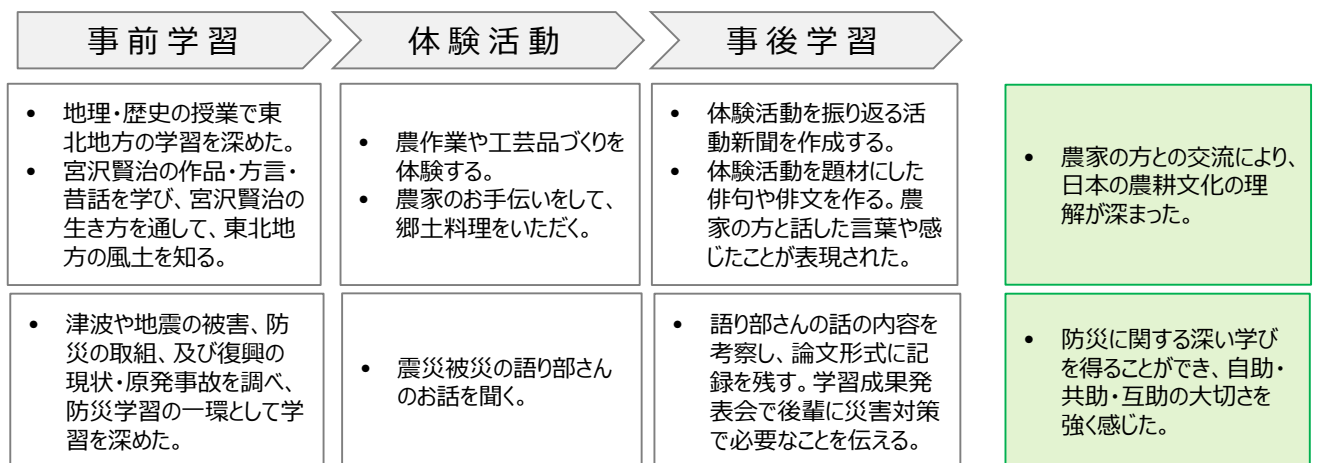 事前学習
体験活動
事後学習
• 地理・歴史の授業で東
北地方の学習を深めた。
• 宮沢賢治の作品・方言・
昔話を学び、宮沢賢治の
生き方を通して、東北地
方の風土を知る。
• 農作業や工芸品づくりを
体験する。
• 農家のお手伝いをして、
郷土料理をいただく。
• 体験活動を振り返る活
動新聞を作成する。
• 体験活動を題材にした
俳句や俳文を作る。農
家の方と話した言葉や感
じたことが表現された。
• 農家の方との交流により、
日本の農耕文化の理
解が深まった。
• 津波や地震の被害、防
災の取組、及び復興の
現状・原発事故を調べ、
防災学習の一環として学
習を深めた。
• 震災被災の語り部さん
のお話を聞く。
• 語り部さんの話の内容を
考察し、論文形式に記
録を残す。学習成果発
表会で後輩に災害対策
で必要なことを伝える。
• 防災に関する深い学び
を得ることができ、自助・
共助・互助の大切さを
強く感じた。